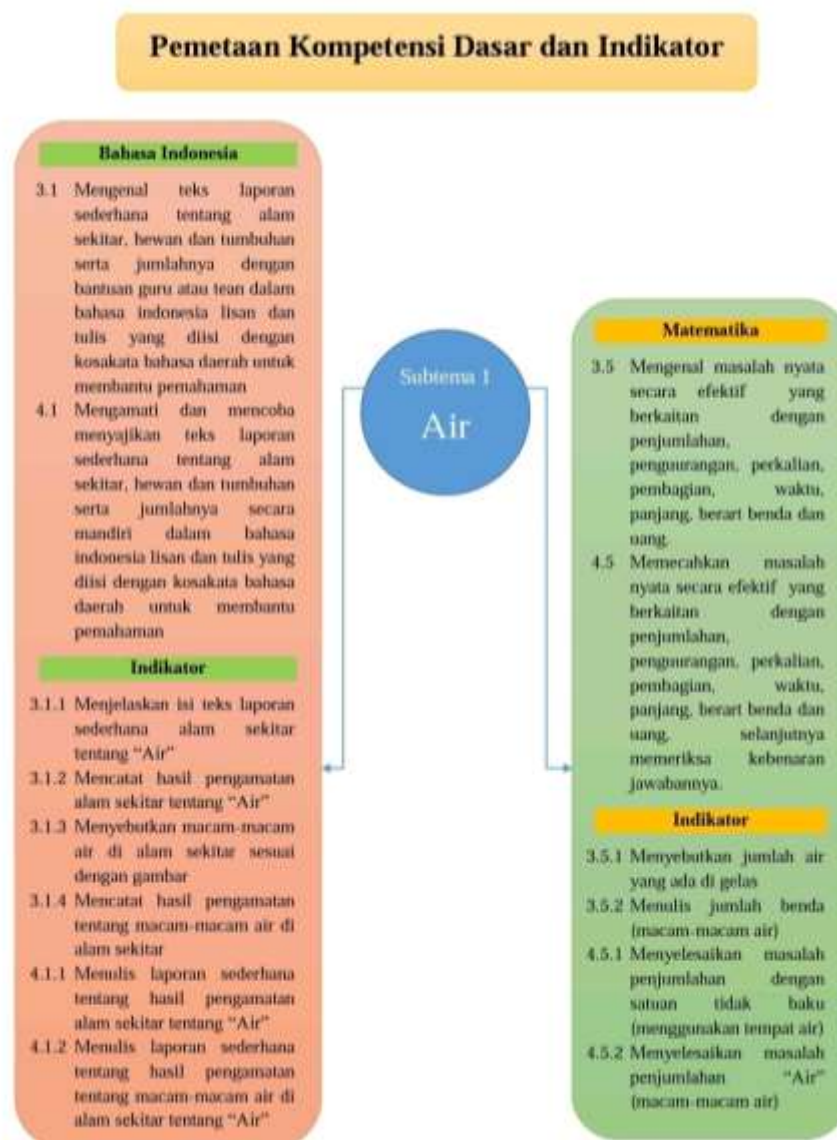 Pemetaan Kompetensi Dasar dan Indikator
Bahasa Indonesia
3.1 Mengenal teks laporan
sederhana tentang alam
sekitar, hewan dan tumbuhan
serta jumlahnya dengan
bantuan guru atau tean dalam
bahasa indonesia lisan dan
tulis yang diisi dengan
kosakata bahasa daerah untuk
membantu pemahaman
4.1 Mengamati dan mencoba
menyajikan teks laporan
sederhana tentang alam
sekitar, hewan dan tumbuhan
serta jumlahnya secara
mandiri dalam bahasa
indonesia lisan dan tulis yang
diisi dengan kosakata bahasa
daerah untuk membantu
pemahaman
Indikator
3.1.1 Menjelaskan isi teks laporan
sederhana alam sekitar
tentang “Air”
3.1.2 Mencatat hasil pengamatan
alam sekitar tentang “Air”
3.1.3 Menyebutkan macam-macam
air di alam sekitar sesuai
dengan gambar
3.1.4 Mencatat hasil pengamatan
tentang macam-macam air di
alam sekitar
4.1.1 Menulis laporan sederhana
tentang hasil pengamatan
alam sekitar tentang “Air”
4.1.2 Menulis laporan sederhana
tentang hasil pengamatan
tentang macam-macam air di
alam sekitar tentang “Air”
Subtema 1
Air
Matematika
3.5 Mengenal masalah nyata
secara efektif yang
berkaitan dengan
penjumlahan,
penguurangan, perkalian,
pembagian, waktu,
panjang, berart benda dan
uang.
4.5 Memecahkan masalah
nyata secara efektif yang
berkaitan dengan
penjumlahan,
penguurangan, perkalian,
pembagian, waktu,
panjang, berart benda dan
uang, selanjutnya
memeriksa kebenaran
jawabannya.
Indikator
3.5.1 Menyebutkan jumlah air
yang ada di gelas
3.5.2 Menulis jumlah benda
(macam-macam air)
4.5.1 Menyelesaikan masalah
penjumlahan dengan
satuan tidak baku
(menggunakan tempat air)
4.5.2 Menyelesaikan masalah
penjumlahan “Air”
(macam-macam air)